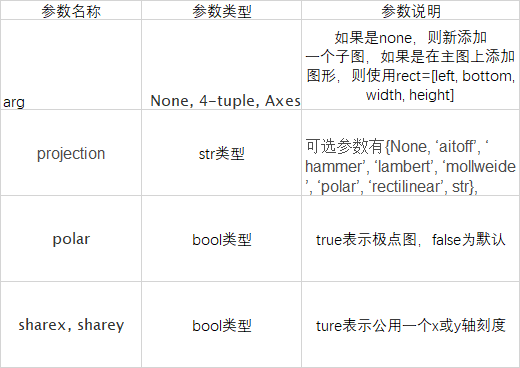 参数名称 参数类型 参数说明
如果是none，则新添加
一个子图，如果是在主图上添加
图形，则使用rect=[left, bottom,
arg None, 4-tuple, Axes width, height]
可选参数有{None, ‘aitoff’, ‘
projection str类型 hammer’, ‘lambert’, ‘mollweide
’, ‘polar’, ‘rectilinear’, str},
polar bool类型 true表示极点图，false为默认
sharex, sharey bool类型 ture表示公用一个x或y轴刻度